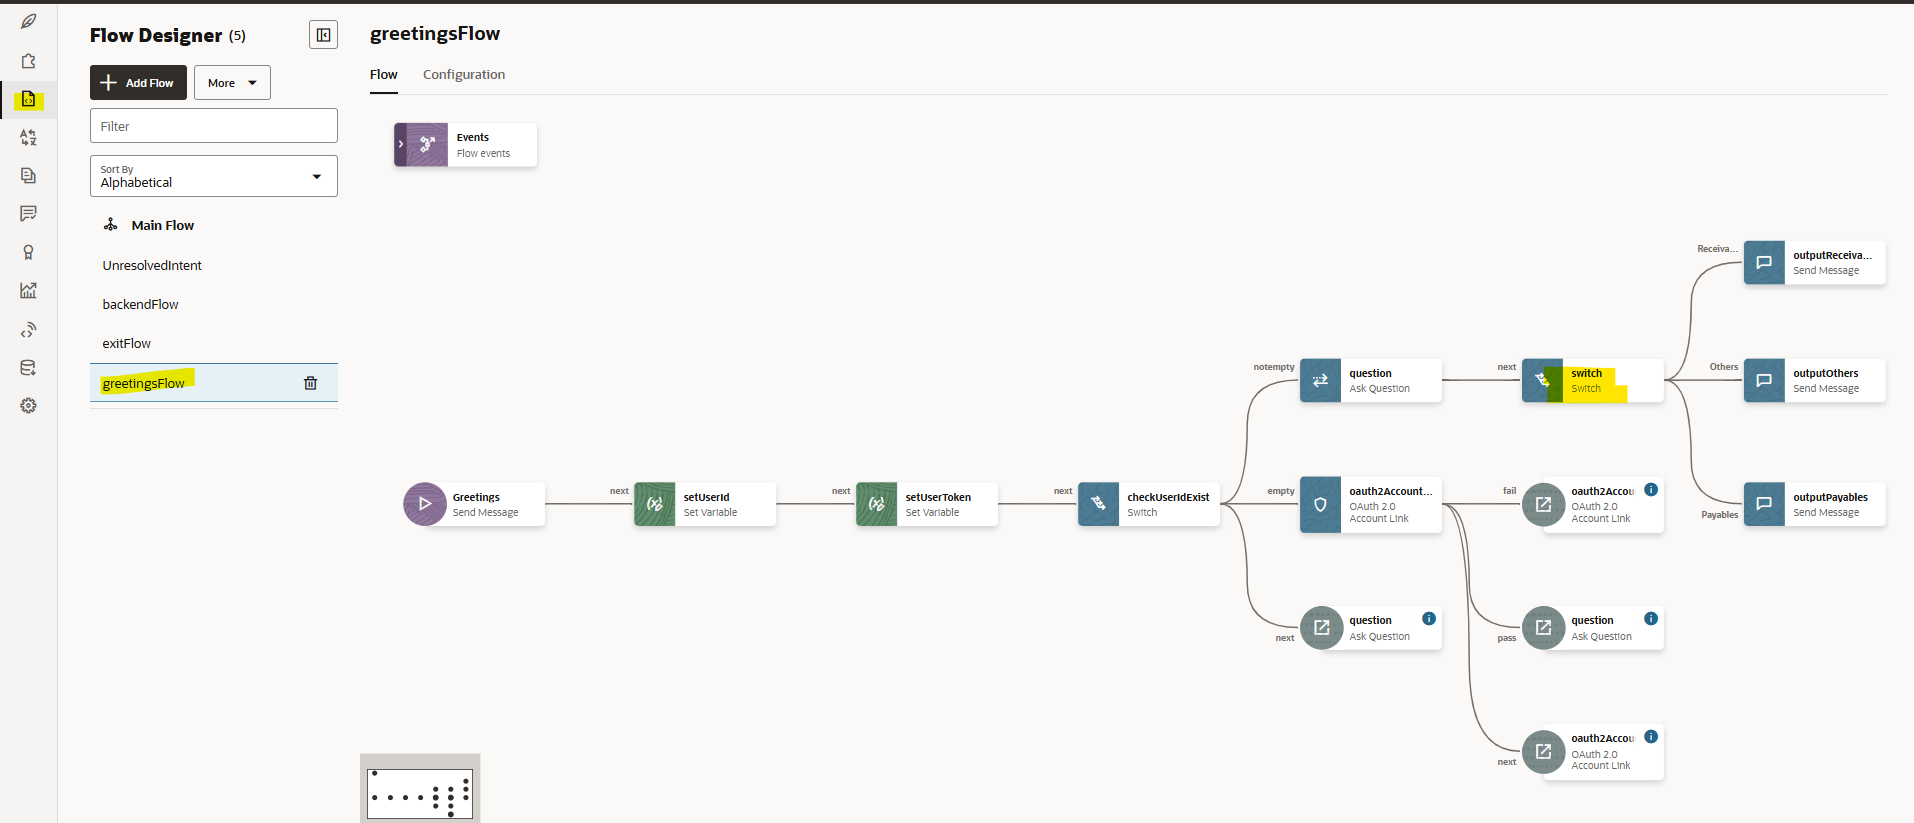 Flow Designer (5)
Add Flow
More
Filter
Sort By
Alphabetical
Main Flow
UnresolvedIntent
backendFlow
exitFlow
greetingsFlow
greetingsFlow
Flow
Configuration
Events
Flow events
Greetings
Send Message
next
setUserId
Set Variable
next
setUserToken
Set Variable
next
checkUserIdExist
Switch
notempty
question
Ask Question
empty
oauth2Account...
OAuth 2.0
Account Link
next
question
Ask Question
next
switch
Switch
fail
oauth2Accou
OAuth 2.0
Account Link
pass
question
Ask Question
next
oauth2Accou
OAuth 2.0
Account Link
Receiva...
outputReceiva...
Send Message
Others
outputOthers
Send Message
Payables
outputPayables
Send Message